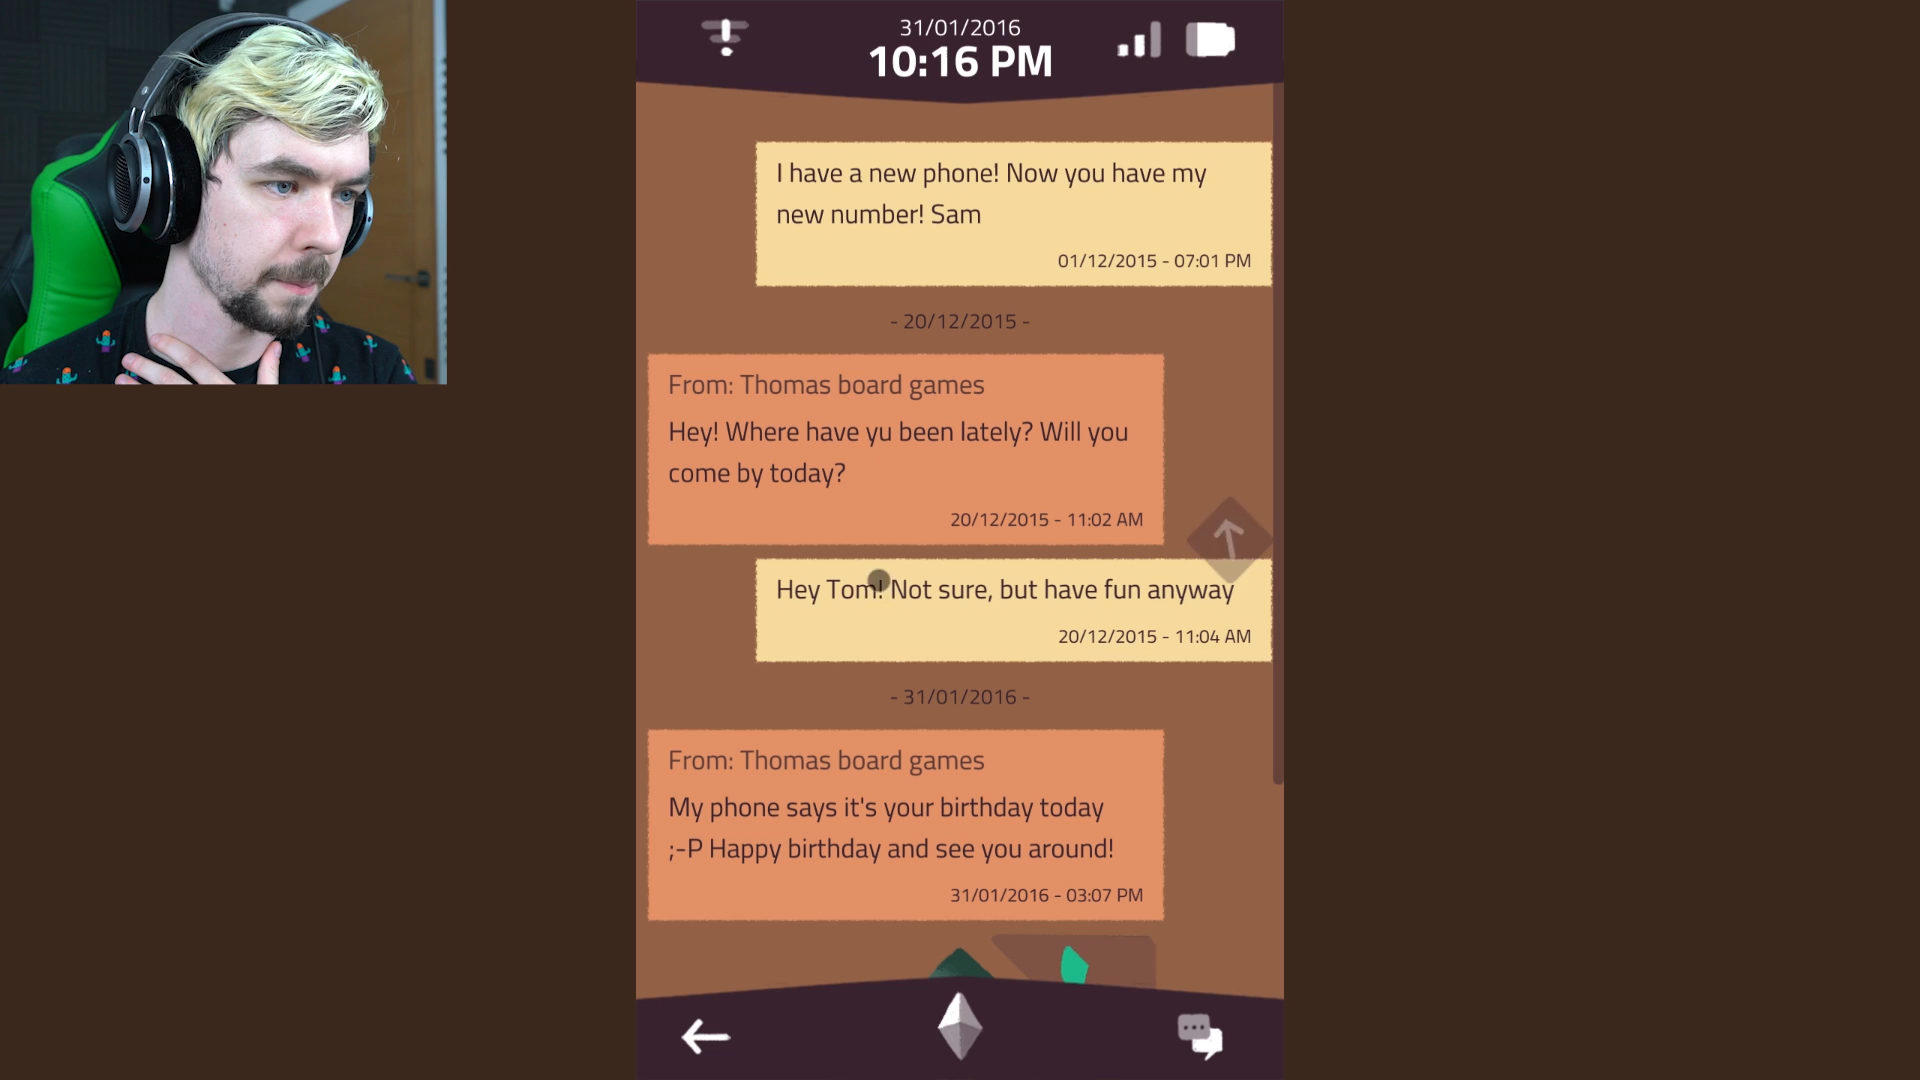 31/01/2016
10:16 PM
I have a new phone! Now you have my
new number! Sam
01/12/2015 - 07:01 PM
- 20/12/2015 -
From: Thomas board games
Hey! Where have yu been lately? Will you
come by today?
20/12/2015 - 11:02 AM
Hey Tom! Not sure, but have fun anyway
20/12/2015 - 11:04 AM
- 31/01/2016 -
From: Thomas board games
My phone says it's your birthday today
;-P Happy birthday and see you around!
31/01/2016 - 03:07 PM